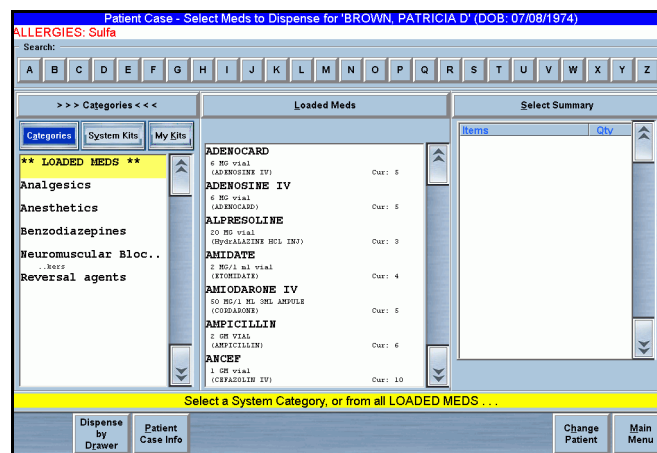 Patient Case - Select Meds to Dispense for 'BROWN, PATRICIA D' (DOB: 07/08/1974)
ALLERGIES: Sulfa
Search:
A B C D E F G H I J K L M N O P Q R S T U V W X Y Z
> > > Categories < < <
Categories System Kits My Kits
** LOADED MEDS **
Analgesics
Anesthetics
Benzodiazepines
Neuromuscular Bloc..
..kers
Reversal agents
Loaded Meds
ADENOCARD
6 MG vial
(ADENOSINE IV) Cur: 5
ADENOSINE IV
6 MG vial
(ADENOCARD) Cur: 5
ALPRESOLINE
20 MG vial
(HydrALAZINE HCL INJ) Cur: 3
AMIDATE
2 MG/1 ml vial
(ETOMIDATE) Cur: 4
AMIODARONE IV
50 MG/1 ML 3ML AMPULE
(CORDARONE) Cur: 5
AMPICILLIN
2 GM VIAL
(AMPICILLIN) Cur: 6
ANCEF
1 GM vial
(CEFAZOLIN IV) Cur: 10
Select Summary
Items Qty
Select a System Category, or from all LOADED MEDS . . .
Dispense
by
Drawer
Patient
Case Info
Change
Patient
Main
Menu